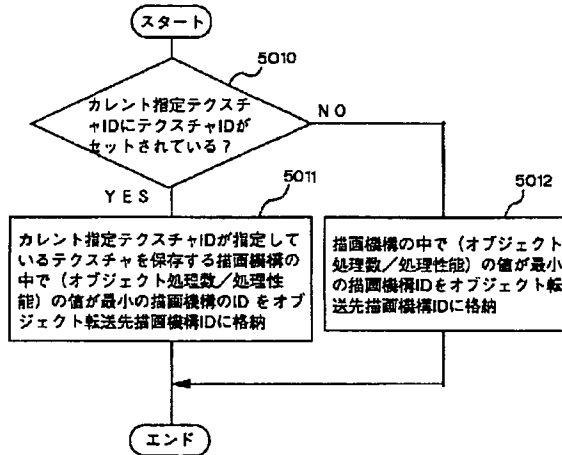 スタート
5010
カレント指定テクスチ
ャIDにテクスチャIDが
セットされている？
NO
YES
5011
カレント指定テクスチャIDが指定して
いるテクスチャを保存する描画機構の
中で（オブジェクト処理数／処理性
能）の値が最小の描画機構のID をオブ
ジェクト転送先描画機構IDに格納
5012
描画機構の中で（オブジェクト
処理数／処理性能）の値が最小
の描画機構IDをオブジェクト転
送先描画機構IDに格納
エンド